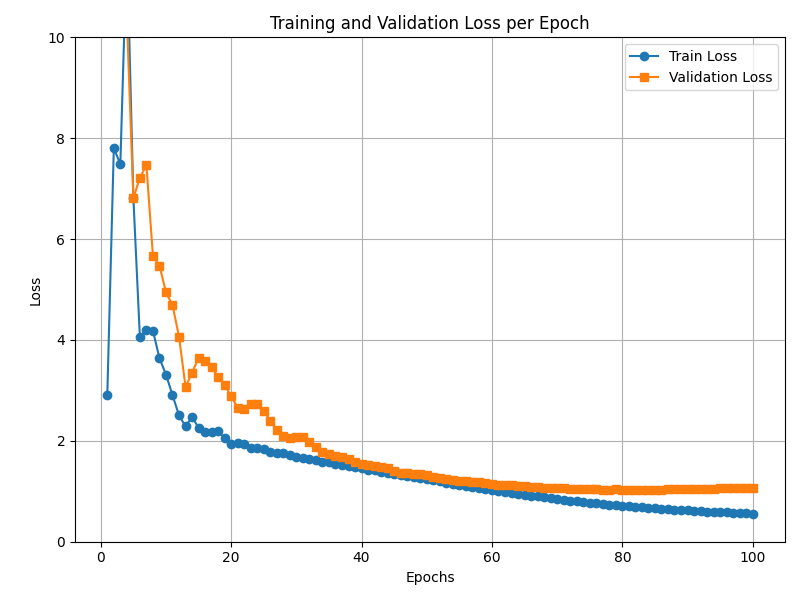 Training and Validation Loss per Epoch
Train Loss
Validation Loss
Loss
10
8
6
4
2
0
0 20 40 60 80 100
Epochs